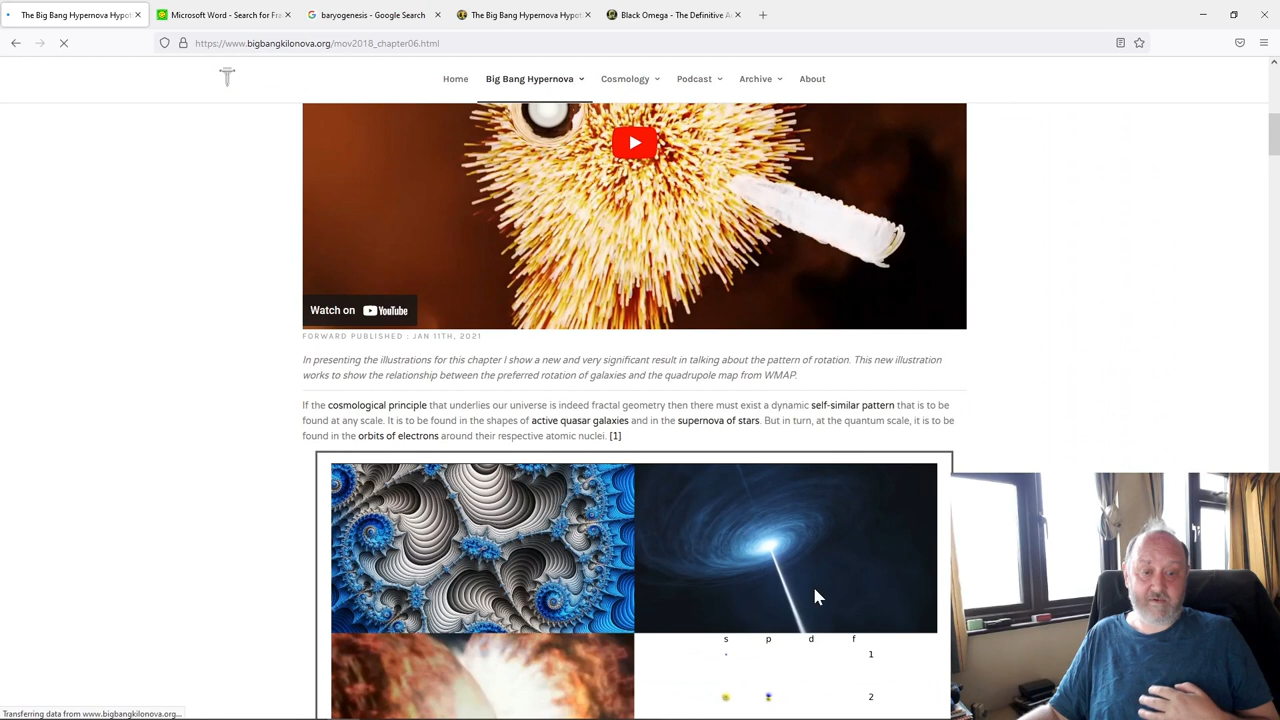 The Big Bang Hypernova Hypot
Microsoft Word - Search for Fra
baryogenesis - Google Search
The Big Bang Hypernova Hypot
Black Omega - The Definitive A
https://www.bigbangkilonova.org/mov2018_chapter06.html
Home
Big Bang Hypernova
Cosmology
Podcast
Archive
About
Watch on YouTube
FORWARD PUBLISHED : JAN 11TH, 2021
In presenting the illustrations for this chapter I show a new and very significant result in talking about the pattern of rotation. This new illustration
works to show the relationship between the preferred rotation of galaxies and the quadrupole map from WMAP.
If the cosmological principle that underlies our universe is indeed fractal geometry then there must exist a dynamic self-similar pattern that is to be
found at any scale. It is to be found in the shapes of active quasar galaxies and in the supernova of stars. But in turn, at the quantum scale, it is to be
found in the orbits of electrons around their respective atomic nuclei. [1]
s p d f
1
2
Transferring data from www.bigbangkilonova.org...